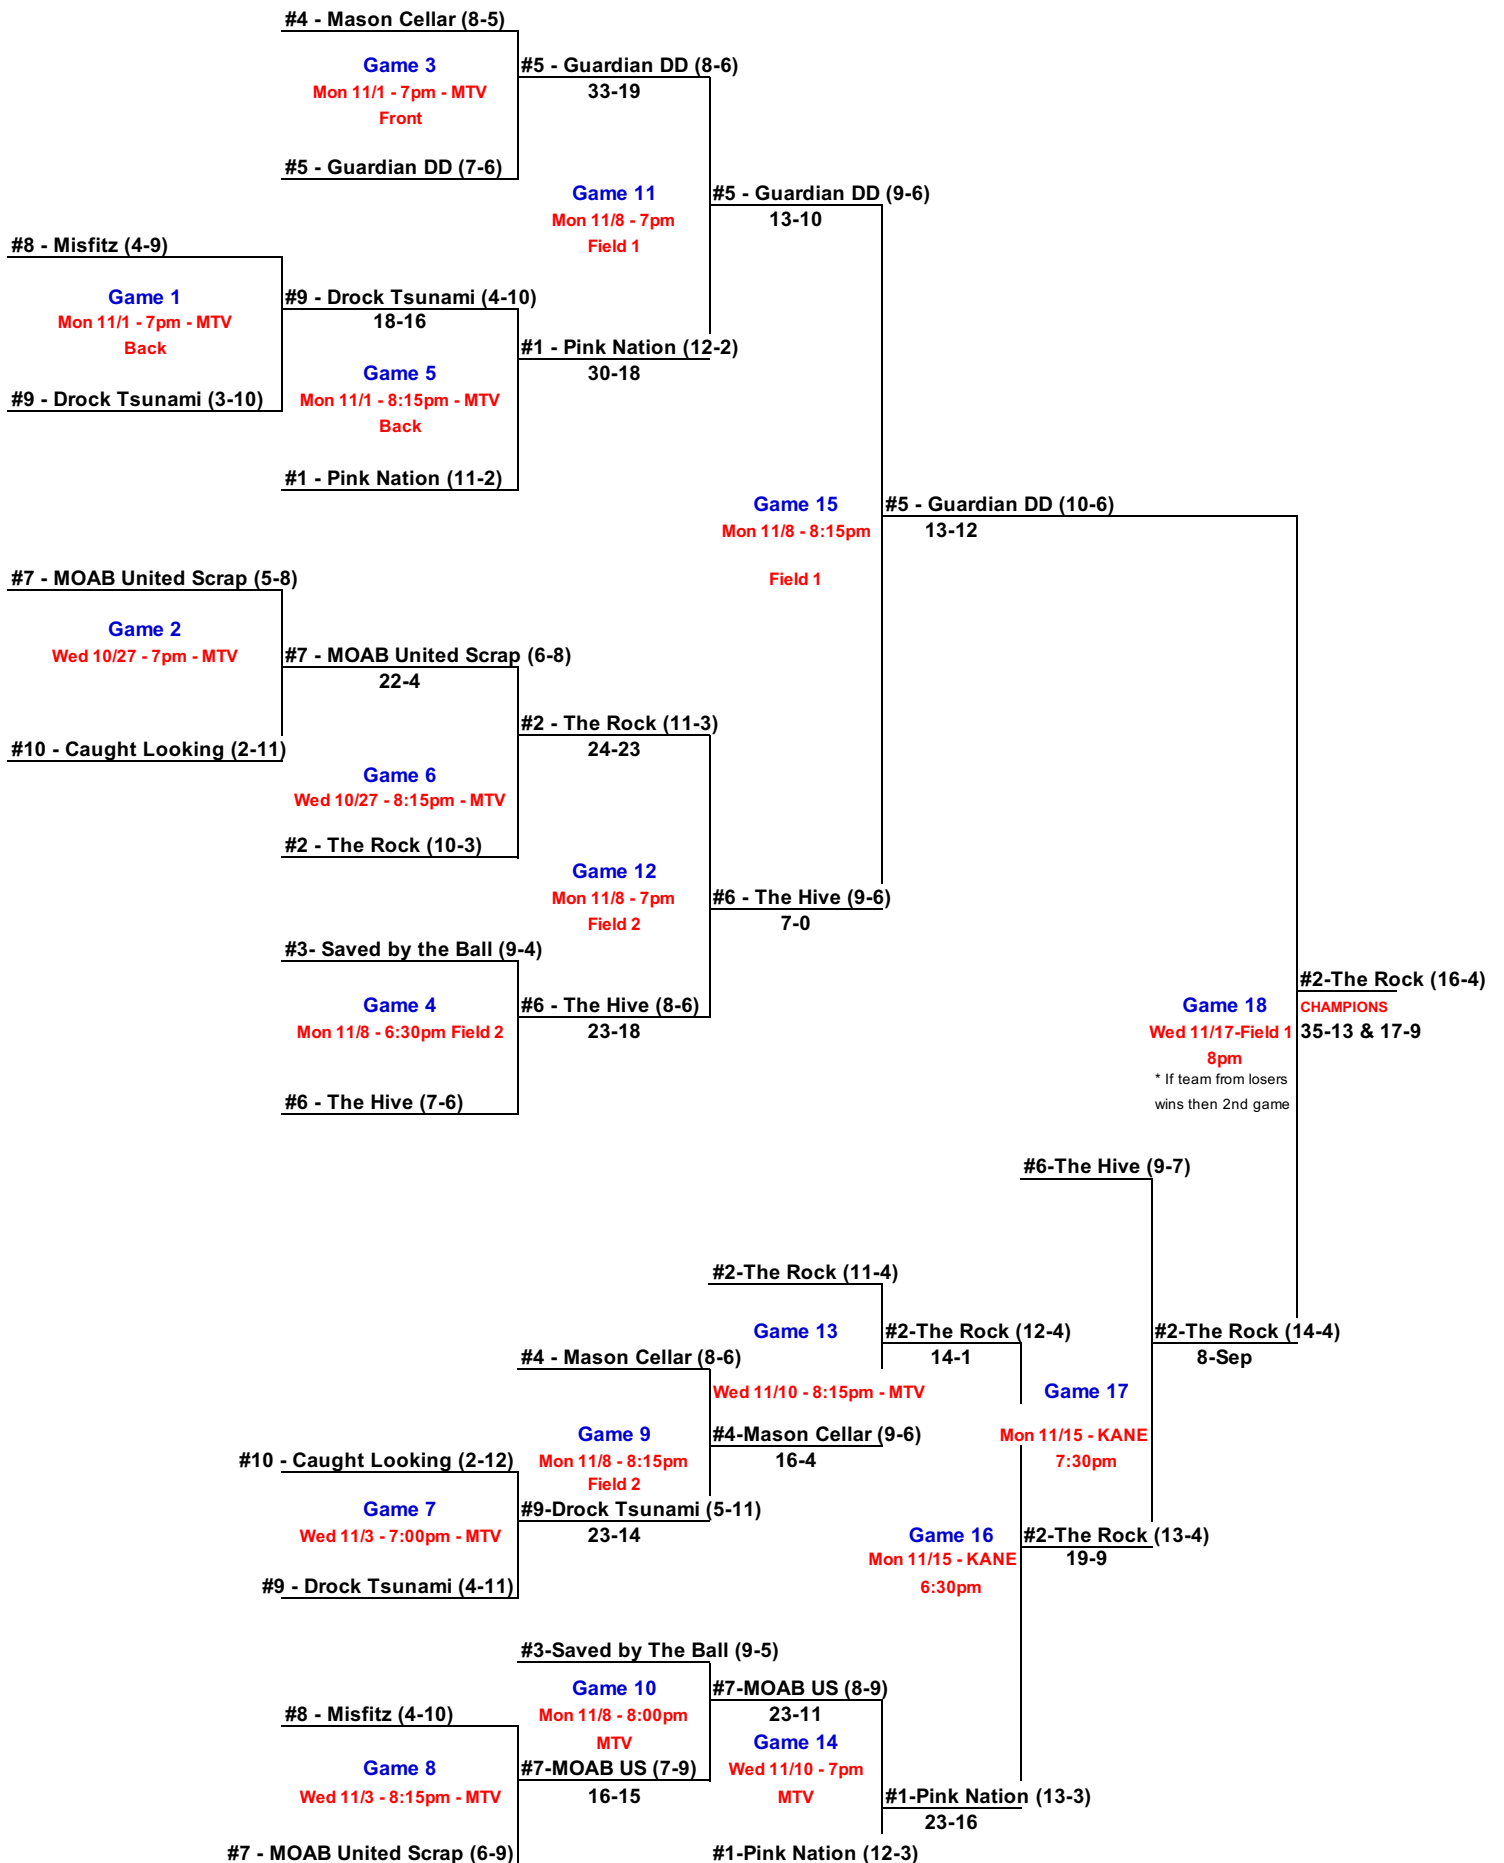 #4 - Mason Cellar (8-5)
Game 3
Mon 11/1 - 7pm - MTV
Front
#5 - Guardian DD (8-6)
33-19
#5 - Guardian DD (7-6)
Game 11
Mon 11/8 - 7pm
Field 1
#5 - Guardian DD (9-6)
13-10
#8 - Misfitz (4-9)
Game 1
Mon 11/1 - 7pm - MTV
Back
#9 - Drock Tsunami (4-10)
18-16
#9 - Drock Tsunami (3-10)
Game 5
Mon 11/1 - 8:15pm - MTV
Back
#1 - Pink Nation (12-2)
30-18
#1 - Pink Nation (11-2)
Game 15
Mon 11/8 - 8:15pm
Field 1
#5 - Guardian DD (10-6)
13-12
#7 - MOAB United Scrap (5-8)
Game 2
Wed 10/27 - 7pm - MTV
#7 - MOAB United Scrap (6-8)
22-4
#10 - Caught Looking (2-11)
#2 - The Rock (11-3)
24-23
Game 6
Wed 10/27 - 8:15pm - MTV
#2 - The Rock (10-3)
Game 12
Mon 11/8 - 7pm
Field 2
#6 - The Hive (9-6)
7-0
#3- Saved by the Ball (9-4)
Game 4
Mon 11/8 - 6:30pm Field 2
#6 - The Hive (8-6)
23-18
#6 - The Hive (7-6)
#2-The Rock (16-4)
Game 18
CHAMPIONS
Wed 11/17-Field 1
35-13 & 17-9
8pm
* If team from losers
wins then 2nd game
#6-The Hive (9-7)
#2-The Rock (11-4)
Game 13
Wed 11/10 - 8:15pm - MTV
#2-The Rock (12-4)
14-1
#2-The Rock (14-4)
8-Sep
#4 - Mason Cellar (8-6)
Game 17
Mon 11/15 - KANE
7:30pm
Game 9
Mon 11/8 - 8:15pm
Field 2
#4-Mason Cellar (9-6)
16-4
#10 - Caught Looking (2-12)
Game 7
Wed 11/3 - 7:00pm - MTV
#9-Drock Tsunami (5-11)
23-14
#9 - Drock Tsunami (4-11)
Game 16
Mon 11/15 - KANE
6:30pm
#2-The Rock (13-4)
19-9
#3-Saved by The Ball (9-5)
Game 10
Mon 11/8 - 8:00pm
MTV
#7-MOAB US (8-9)
23-11
#8 - Misfitz (4-10)
Game 8
Wed 11/3 - 8:15pm - MTV
#7-MOAB US (7-9)
16-15
Game 14
Wed 11/10 - 7pm
MTV
#1-Pink Nation (13-3)
23-16
#7 - MOAB United Scrap (6-9)
#1-Pink Nation (12-3)